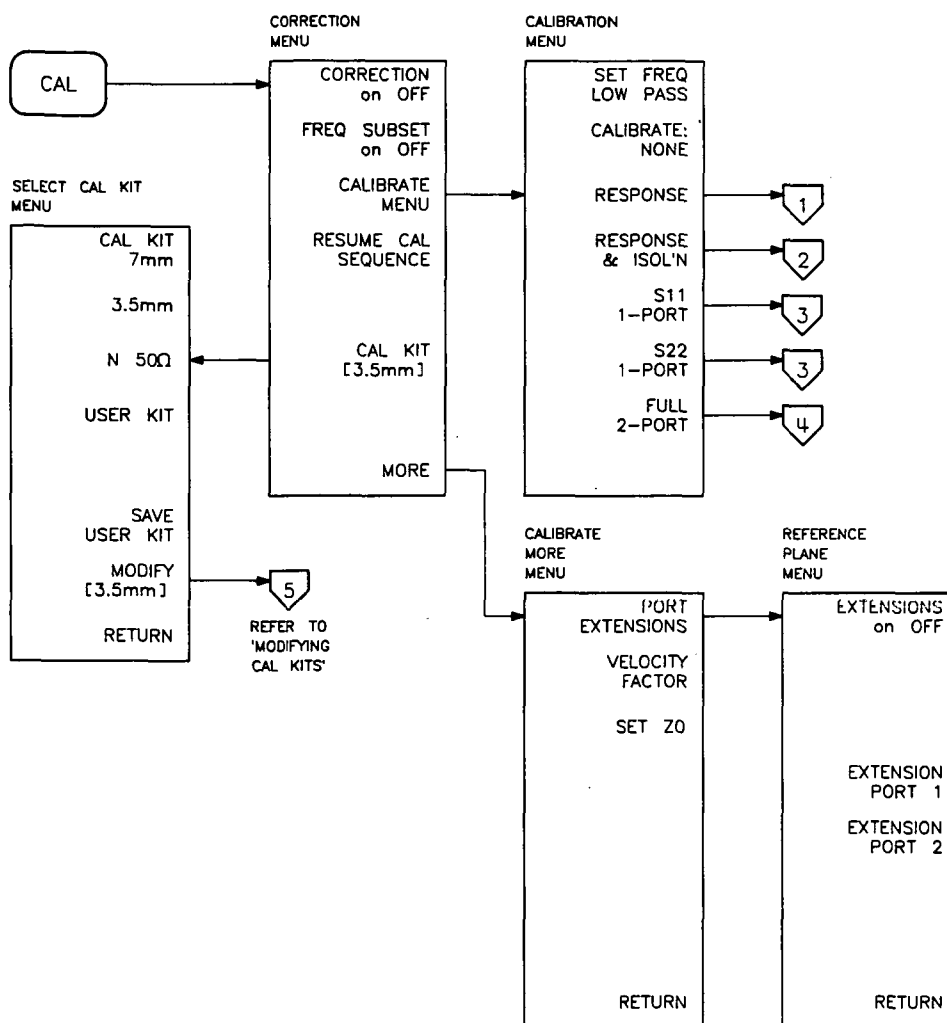 CAL
CORRECTION
MENU
CORRECTION
on OFF
FREQ SUBSET
on OFF
CALIBRATE
MENU
RESUME CAL
SEQUENCE
CAL KIT
[3.5mm]
MORE
CALIBRATION
MENU
SET FREQ
LOW PASS
CALIBRATE:
NONE
RESPONSE
1
RESPONSE
& ISOL'N
2
S11
1-PORT
3
S22
1-PORT
3
FULL
2-PORT
4
SELECT CAL KIT
MENU
CAL KIT
7mm
3.5mm
N 50Ω
USER KIT
SAVE
USER KIT
MODIFY
[3.5mm]
RETURN
5
REFER TO
'MODIFYING
CAL KITS'
CALIBRATE
MORE
MENU
PORT
EXTENSIONS
VELOCITY
FACTOR
SET ZO
RETURN
REFERENCE
PLANE
MENU
EXTENSIONS
on OFF
EXTENSION
PORT 1
EXTENSION
PORT 2
RETURN